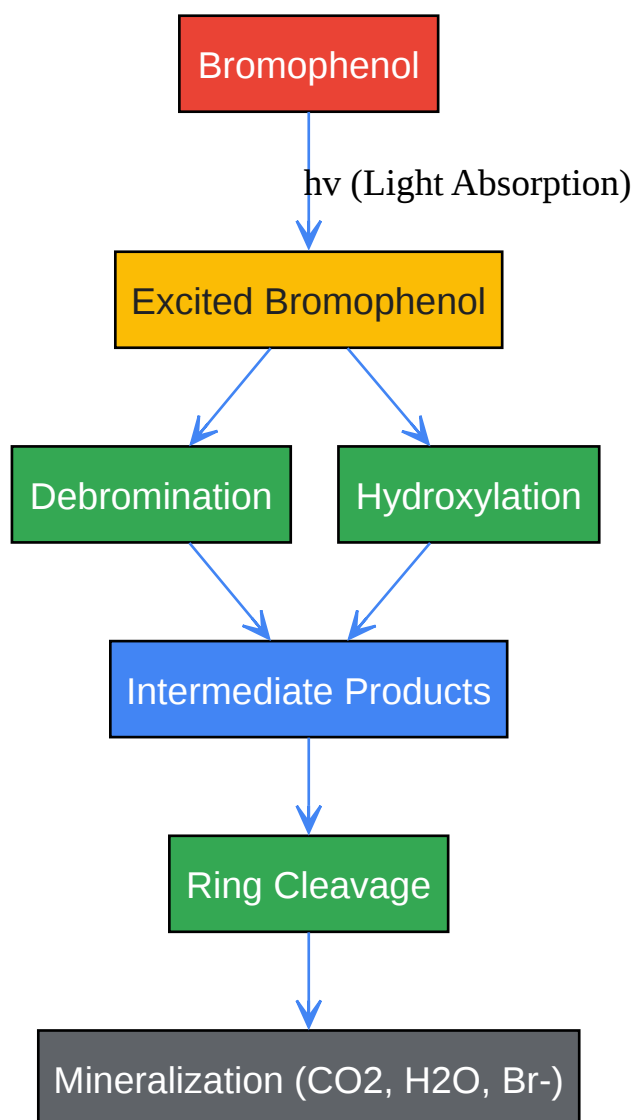 Bromophenol
hv (Light Absorption)
Excited Bromophenol
Debromination
Hydroxylation
Intermediate Products
Ring Cleavage
Mineralization (CO2, H2O, Br-)